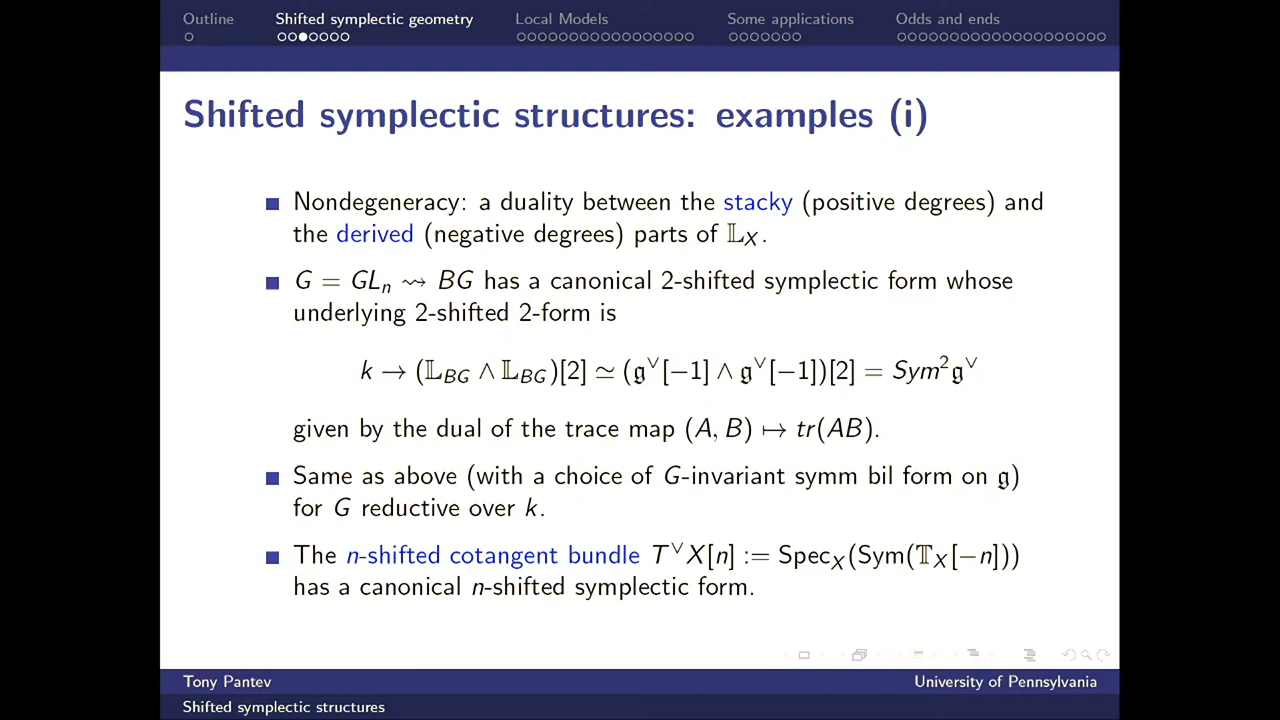 Outline Shifted symplectic geometry Local Models Some applications Odds and ends
Shifted symplectic structures: examples (i)
Nondegeneracy: a duality between the stacky (positive degrees) and
the derived (negative degrees) parts of 𝕃_X.
G = GL_n ⇝ BG has a canonical 2-shifted symplectic form whose
underlying 2-shifted 2-form is
k → (𝕃_BG ∧ 𝕃_BG)[2] ≃ (𝔤^∨[−1] ∧ 𝔤^∨[−1])[2] = Sym^2 𝔤^∨
given by the dual of the trace map (A, B) ↦ tr(AB).
Same as above (with a choice of G-invariant symm bil form on 𝔤)
for G reductive over k.
The n-shifted cotangent bundle T^∨X[n] := Spec_X(Sym(𝕋_X[−n]))
has a canonical n-shifted symplectic form.
Tony Pantev University of Pennsylvania
Shifted symplectic structures